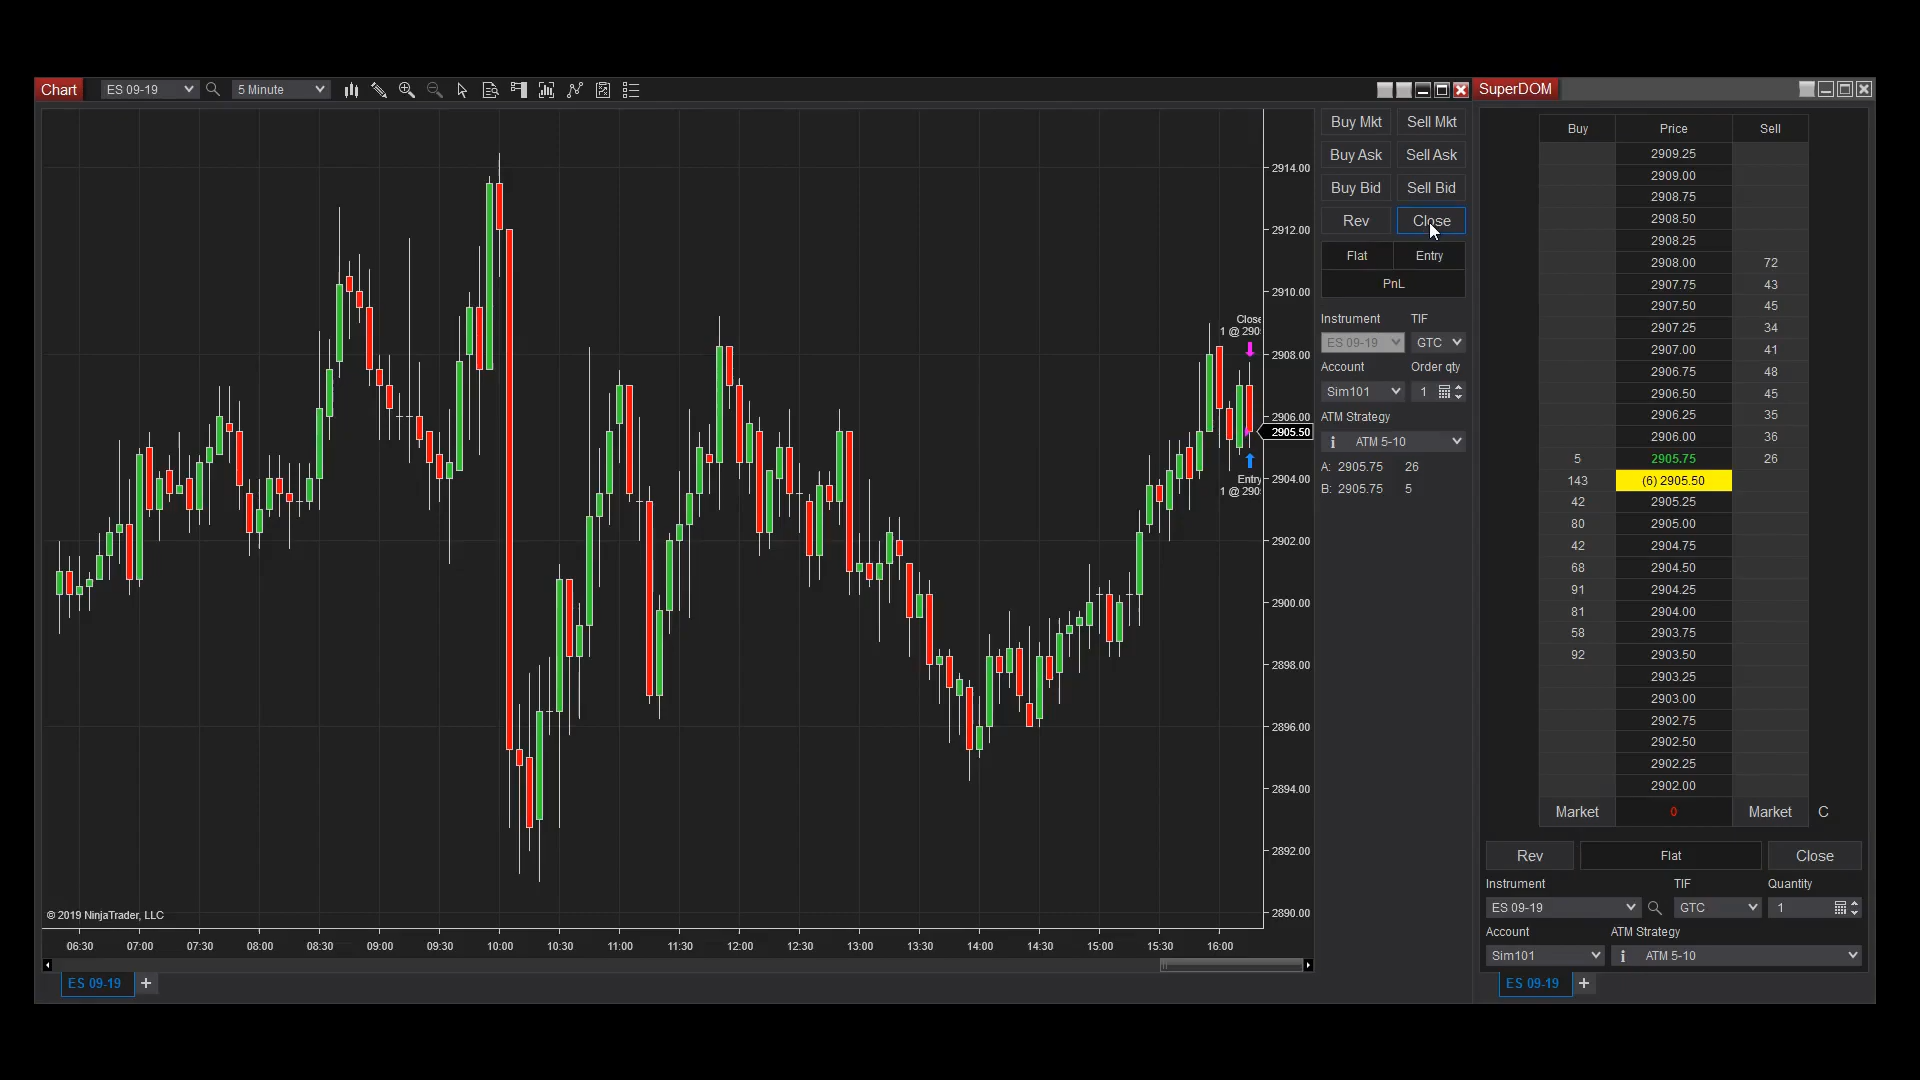 Chart ES 09-19 5 Minute
SuperDOM
Buy Mkt Sell Mkt
Buy Ask Sell Ask
Buy Bid Sell Bid
Rev Close
Flat Entry
PnL
Instrument TIF
ES 09-19 GTC
Account Order qty
Sim101 1
ATM Strategy
i ATM 5-10
A: 2905.75 26
B: 2905.75 5
2914.00
2912.00
2910.00
2908.00
2906.00
2905.50
2904.00
2902.00
2900.00
2898.00
2896.00
2894.00
2892.00
2890.00
Close
1 @ 290
Entry
1 @ 290
© 2019 NinjaTrader, LLC
06:30 07:00 07:30 08:00 08:30 09:00 09:30 10:00 10:30 11:00 11:30 12:00 12:30 13:00 13:30 14:00 14:30 15:00 15:30 16:00
ES 09-19 +
Buy Price Sell
2909.25
2909.00
2908.75
2908.50
2908.25
2908.00 72
2907.75 43
2907.50 45
2907.25 34
2907.00 41
2906.75 48
2906.50 45
2906.25 35
2906.00 36
5 2905.75 26
143 (6) 2905.50
42 2905.25
80 2905.00
42 2904.75
68 2904.50
91 2904.25
81 2904.00
58 2903.75
92 2903.50
2903.25
2903.00
2902.75
2902.50
2902.25
2902.00
Market 0 Market C
Rev Flat Close
Instrument TIF Quantity
ES 09-19 GTC 1
Account ATM Strategy
Sim101 i ATM 5-10
ES 09-19 +